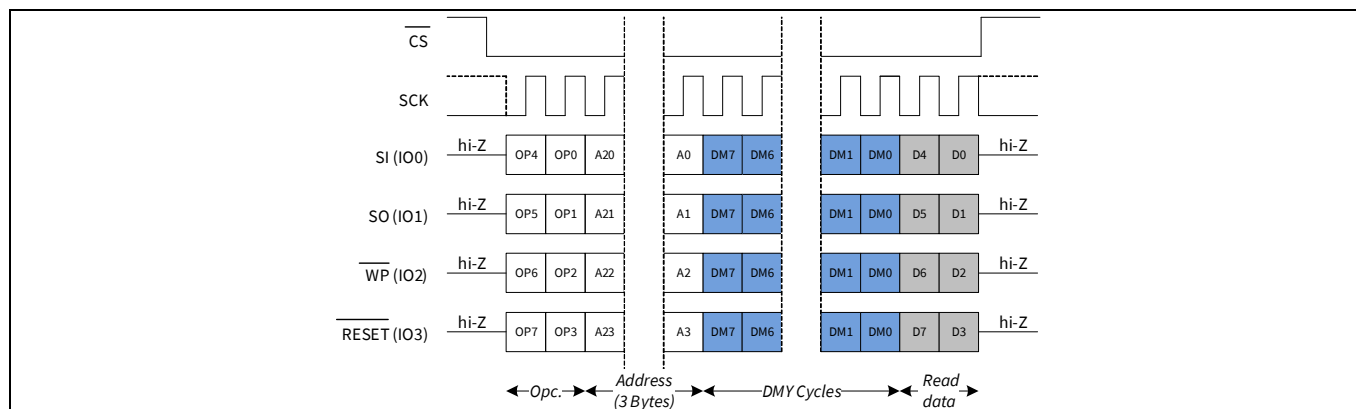 CS
SCK
hi-Z OP4 OP0 A20 A0 DM7 DM6 DM1 DM0 D4 D0 hi-Z
SI (IO0)
hi-Z OP5 OP1 A21 A1 DM7 DM6 DM1 DM0 D5 D1 hi-Z
SO (IO1)
hi-Z OP6 OP2 A22 A2 DM7 DM6 DM1 DM0 D6 D2 hi-Z
WP (IO2)
hi-Z OP7 OP3 A23 A3 DM7 DM6 DM1 DM0 D7 D3 hi-Z
RESET (IO3)
Opc. Address DMY Cycles Read
(3 Bytes) data